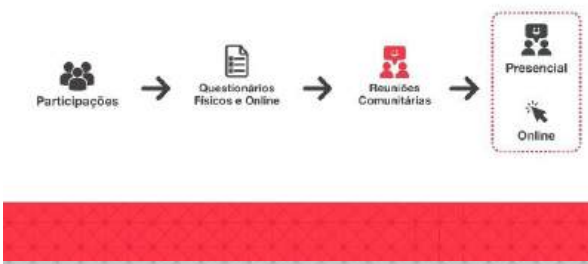 Participações
Questionários
Físicos e Online
Reuniões
Comunitárias
Presencial
Online